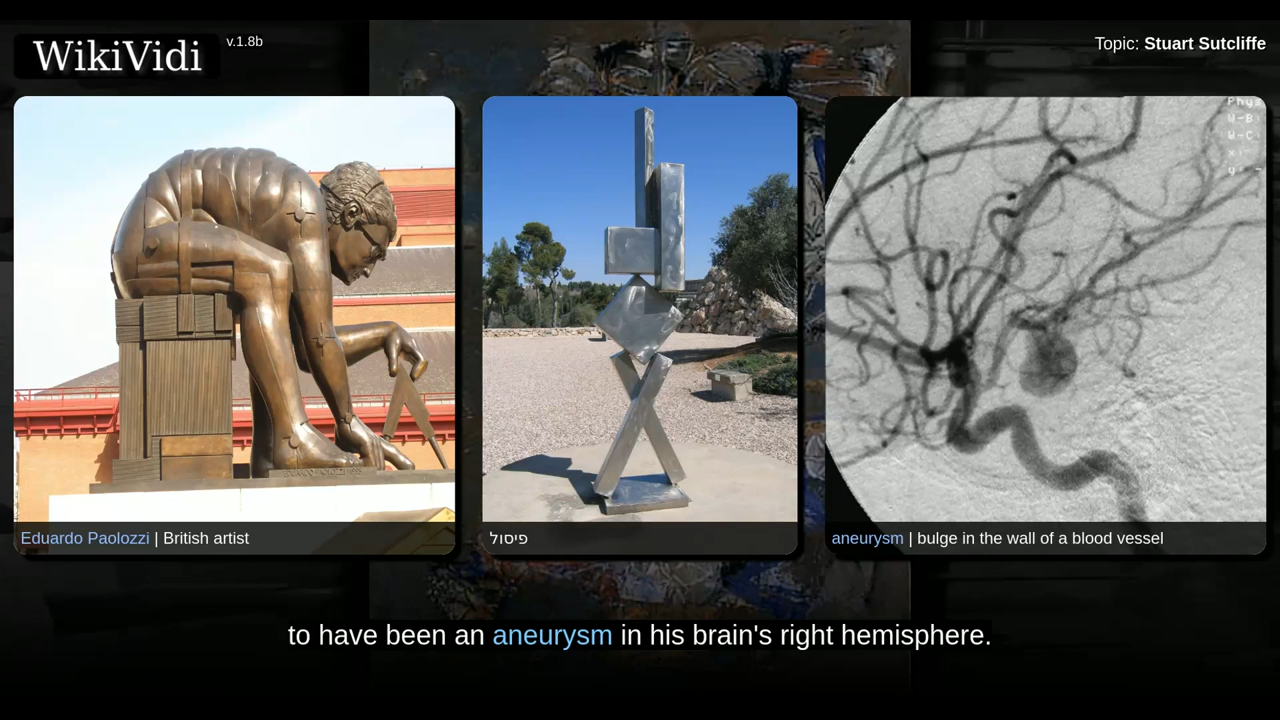 WikiVidi v.1.8b
Topic: Stuart Sutcliffe
Phys
W-B
W-C
Eduardo Paolozzi | British artist
פיסול
aneurysm | bulge in the wall of a blood vessel
to have been an aneurysm in his brain's right hemisphere.